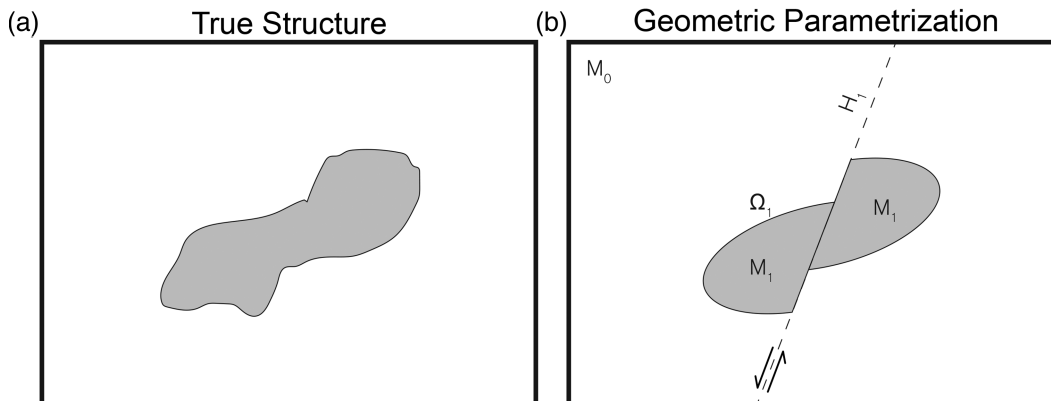 (a) True Structure
(b) Geometric Parametrization
M₀
H₁
Ω₁
M₁
M₁